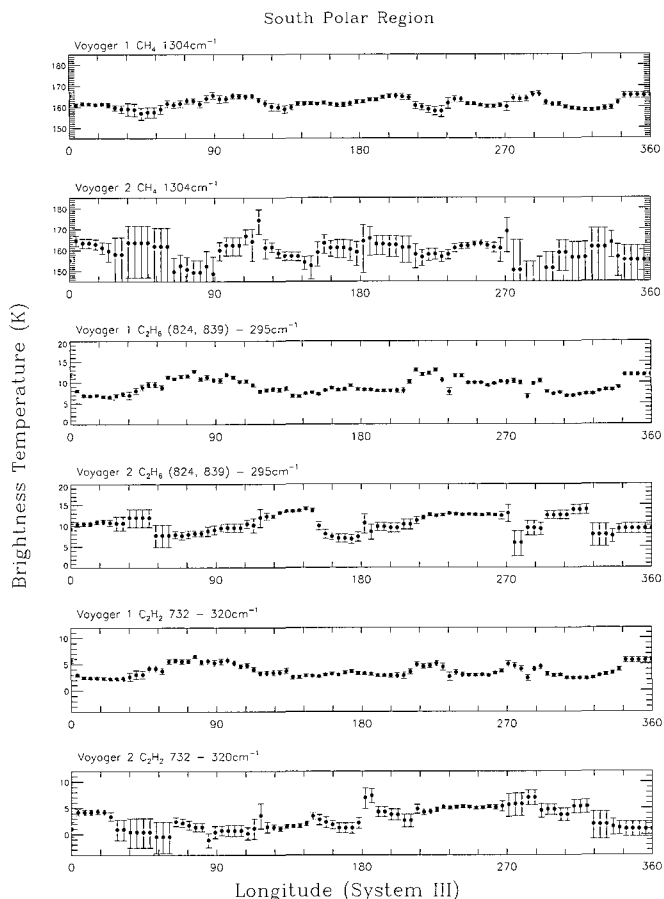 South Polar Region
Voyager 1 CH₄ 1304cm⁻¹
180
170
160
150
0 90 180 270 360
Voyager 2 CH₄ 1304cm⁻¹
180
170
160
150
0 90 180 270 360
Brightness Temperature (K)
Voyager 1 C₂H₆ (824, 839) – 295cm⁻¹
20
15
10
5
0
0 90 180 270 360
Voyager 2 C₂H₆ (824, 839) – 295cm⁻¹
20
15
10
5
0
0 90 180 270 360
Voyager 1 C₂H₂ 732 – 320cm⁻¹
10
5
0
0 90 180 270 360
Voyager 2 C₂H₂ 732 – 320cm⁻¹
10
5
0
0 90 180 270 360
Longitude (System III)